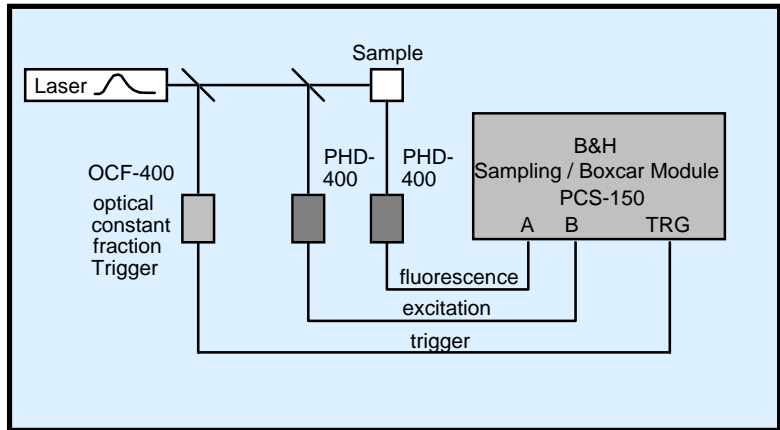 Sample
Laser
B&H
Sampling / Boxcar Module
PCS-150
A B TRG
OCF-400
optical
constant
fraction
Trigger
PHD-
400
PHD-
400
fluorescence
excitation
trigger